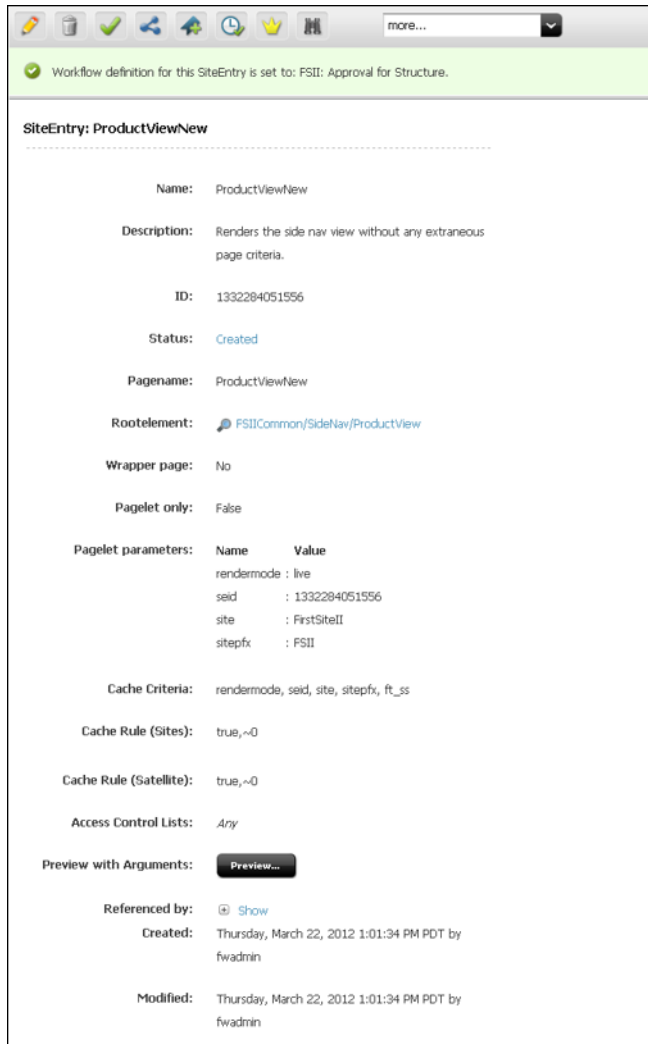 more...
Workflow definition for this SiteEntry is set to: FSII: Approval for Structure.
SiteEntry: ProductViewNew
Name: ProductViewNew
Description: Renders the side nav view without any extraneous
page criteria.
ID: 1332284051556
Status: Created
Pagename: ProductViewNew
Rootelement: FSIICommon/SideNav/ProductView
Wrapper page: No
Pagelet only: False
Pagelet parameters: Name Value
rendermode : live
seid : 1332284051556
site : FirstSiteII
sitepfx : FSII
Cache Criteria: rendermode, seid, site, sitepfx, ft_ss
Cache Rule (Sites): true,~0
Cache Rule (Satellite): true,~0
Access Control Lists: Any
Preview with Arguments: Preview...
Referenced by: Show
Created: Thursday, March 22, 2012 1:01:34 PM PDT by
fwadmin
Modified: Thursday, March 22, 2012 1:01:34 PM PDT by
fwadmin